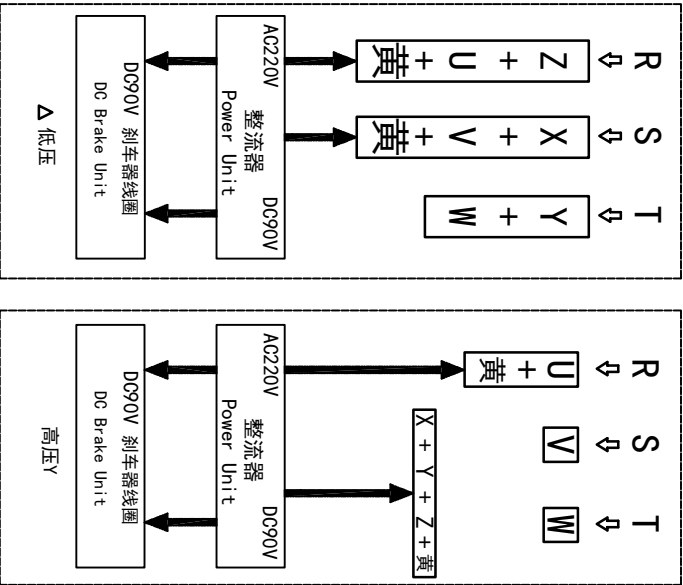 R S T
Z+U+黄
X+V+黄
Y+W
AC220V 整流器 DC90V
Power Unit
DC90V 刹车器线圈
DC Brake Unit
Δ 低压
R S T
U+黄
V
W
X+Y+Z+黄
AC220V 整流器 DC90V
Power Unit
DC90V 刹车器线圈
DC Brake Unit
高压Y